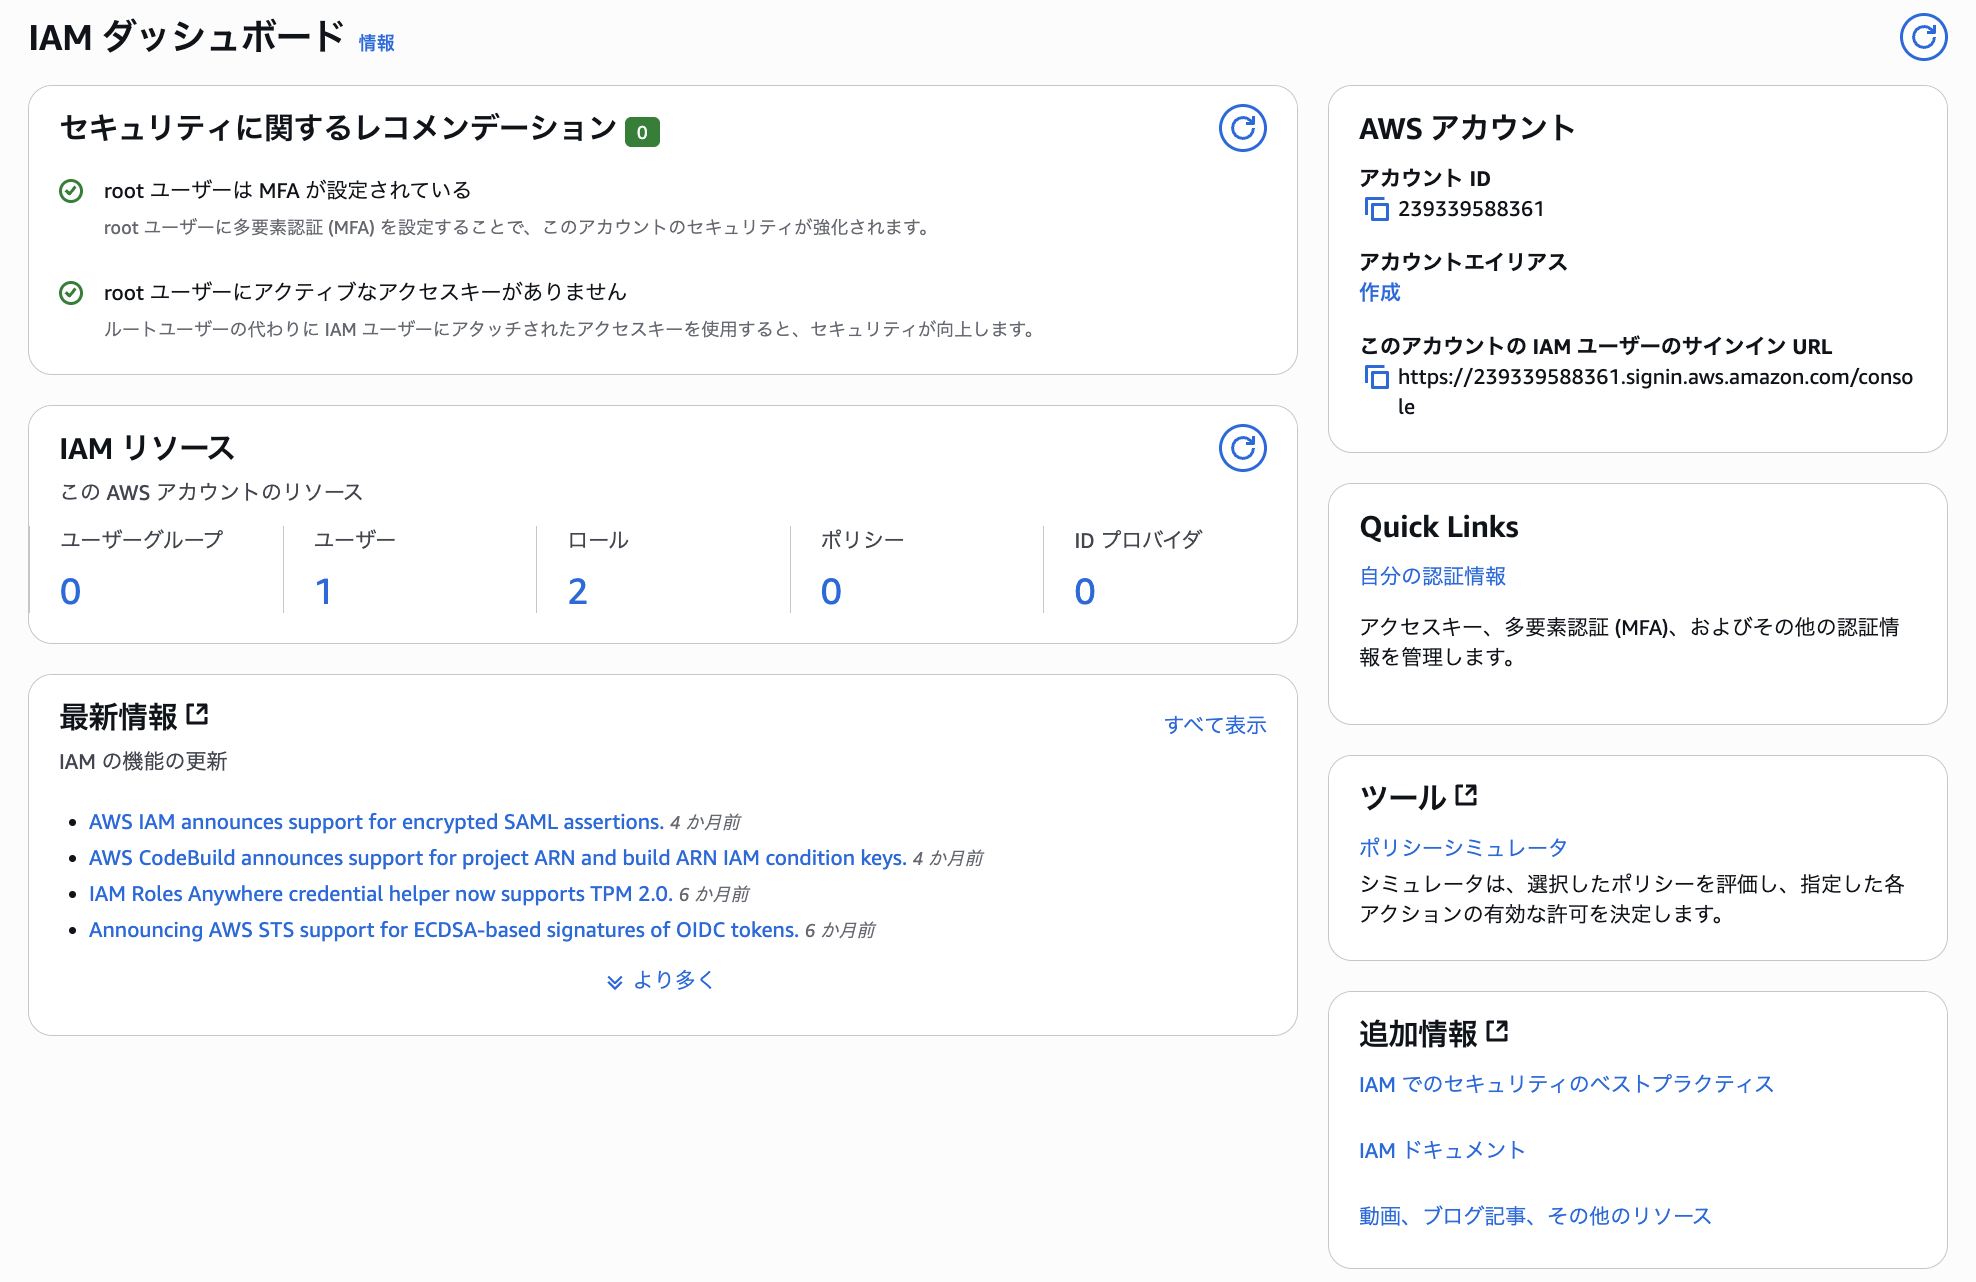 IAM ダッシュボード 情報
セキュリティに関するレコメンデーション 0
root ユーザーは MFA が設定されている
root ユーザーに多要素認証 (MFA) を設定することで、このアカウントのセキュリティが強化されます。
root ユーザーにアクティブなアクセスキーがありません
ルートユーザーの代わりに IAM ユーザーにアタッチされたアクセスキーを使用すると、セキュリティが向上します。
IAM リソース
この AWS アカウントのリソース
ユーザーグループ
0
ユーザー
1
ロール
2
ポリシー
0
ID プロバイダ
0
最新情報
すべて表示
IAM の機能の更新
AWS IAM announces support for encrypted SAML assertions. 4 か月前
AWS CodeBuild announces support for project ARN and build ARN IAM condition keys. 4 か月前
IAM Roles Anywhere credential helper now supports TPM 2.0. 6 か月前
Announcing AWS STS support for ECDSA-based signatures of OIDC tokens. 6 か月前
より多く
AWS アカウント
アカウント ID
239339588361
アカウントエイリアス
作成
このアカウントの IAM ユーザーのサインイン URL
https://239339588361.signin.aws.amazon.com/conso
le
Quick Links
自分の認証情報
アクセスキー、多要素認証 (MFA)、およびその他の認証情
報を管理します。
ツール
ポリシーシミュレータ
シミュレータは、選択したポリシーを評価し、指定した各
アクションの有効な許可を決定します。
追加情報
IAM でのセキュリティのベストプラクティス
IAM ドキュメント
動画、ブログ記事、その他のリソース